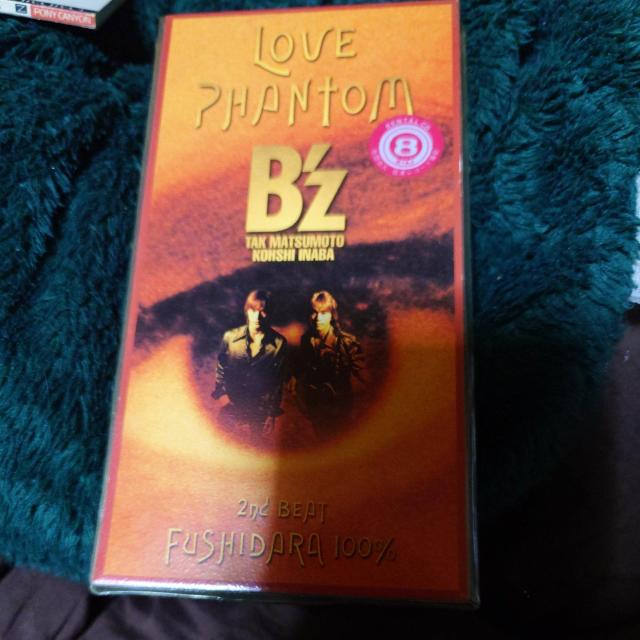 PONY CANYON
LOVE
PHANTOM
8
B'z
TAK MATSUMOTO
KOHSHI INABA
2nd BEAT
FUSHIDARA 100%